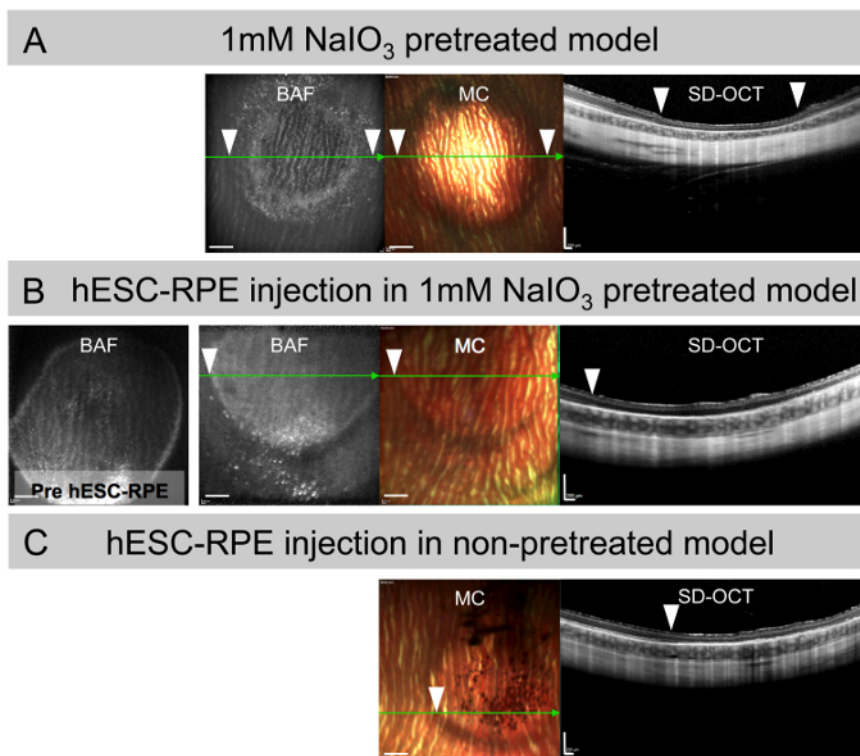 A 1mM NaIO₃ pretreated model
BAF MC SD-OCT
B hESC-RPE injection in 1mM NaIO₃ pretreated model
BAF BAF MC SD-OCT
Pre hESC-RPE
C hESC-RPE injection in non-pretreated model
MC SD-OCT